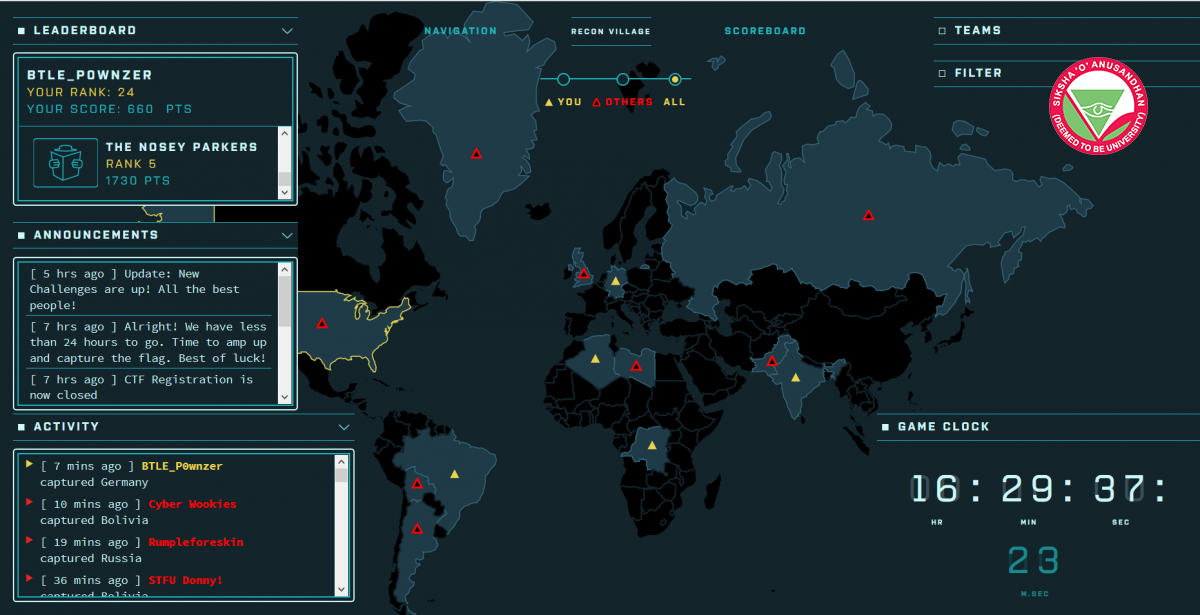 LEADERBOARD
NAVIGATION
RECON VILLAGE
SCOREBOARD
TEAMS
FILTER
BTLE_P0WNZER
YOUR RANK: 24
YOUR SCORE: 660 PTS
THE NOSEY PARKERS
RANK 5
1730 PTS
YOU
OTHERS
ALL
SIKSHA 'O' ANUSANDHAN
(DEEMED TO BE UNIVERSITY)
ANNOUNCEMENTS
[ 5 hrs ago ] Update: New
Challenges are up! All the best
people!
[ 7 hrs ago ] Alright! We have less
than 24 hours to go. Time to amp up
and capture the flag. Best of luck!
[ 7 hrs ago ] CTF Registration is
now closed
ACTIVITY
[ 7 mins ago ] BTLE_P0wnzer
captured Germany
[ 10 mins ago ] Cyber Wookies
captured Bolivia
[ 19 mins ago ] Rumpleforeskin
captured Russia
[ 36 mins ago ] STFU Donny!
captured Bolivia
GAME CLOCK
16: 29: 37:
HR MIN SEC
23
M.SEC